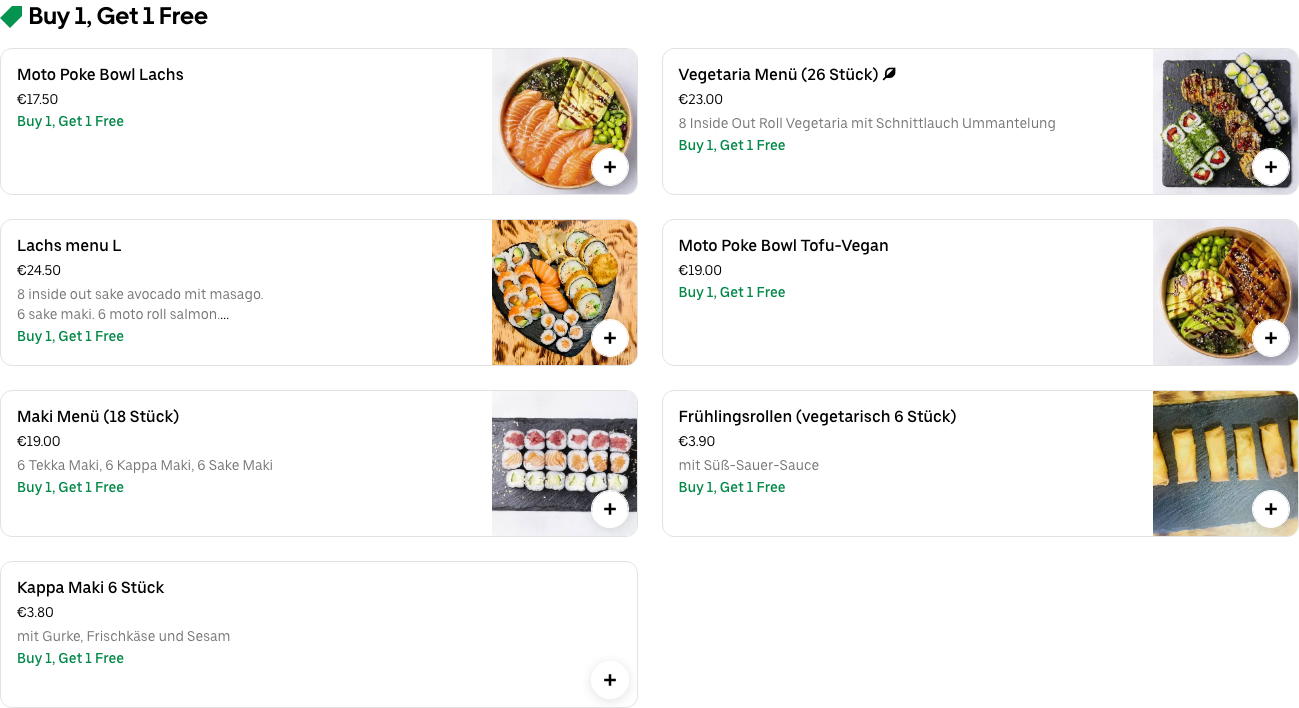 Buy 1, Get 1 Free
Moto Poke Bowl Lachs
€17.50
Buy 1, Get 1 Free
Vegetaria Menü (26 Stück)
€23.00
8 Inside Out Roll Vegetaria mit Schnittlauch Ummantelung
Buy 1, Get 1 Free
Lachs menu L
€24.50
8 inside out sake avocado mit masago.
6 sake maki. 6 moto roll salmon....
Buy 1, Get 1 Free
Moto Poke Bowl Tofu-Vegan
€19.00
Buy 1, Get 1 Free
Maki Menü (18 Stück)
€19.00
6 Tekka Maki, 6 Kappa Maki, 6 Sake Maki
Buy 1, Get 1 Free
Frühlingsrollen (vegetarisch 6 Stück)
€3.90
mit Süß-Sauer-Sauce
Buy 1, Get 1 Free
Kappa Maki 6 Stück
€3.80
mit Gurke, Frischkäse und Sesam
Buy 1, Get 1 Free